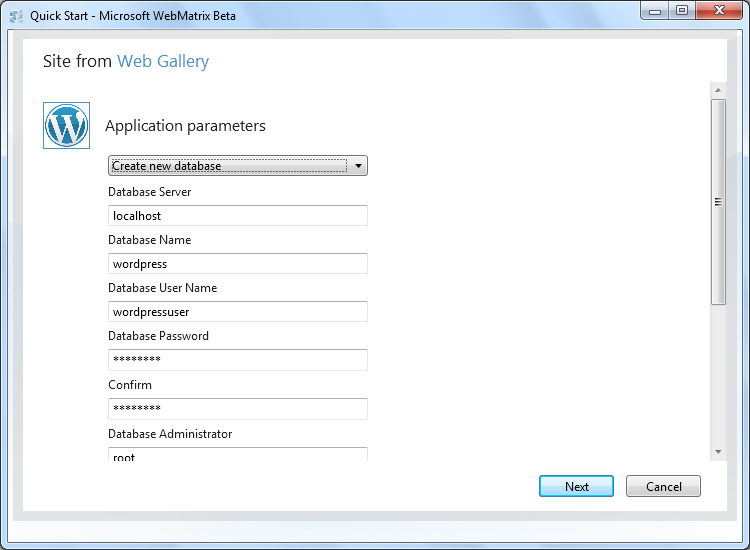 Quick Start - Microsoft WebMatrix Beta
Site from Web Gallery
W
Application parameters
Create new database
Database Server
localhost
Database Name
wordpress
Database User Name
wordpressuser
Database Password
********
Confirm
********
Database Administrator
root
Next Cancel